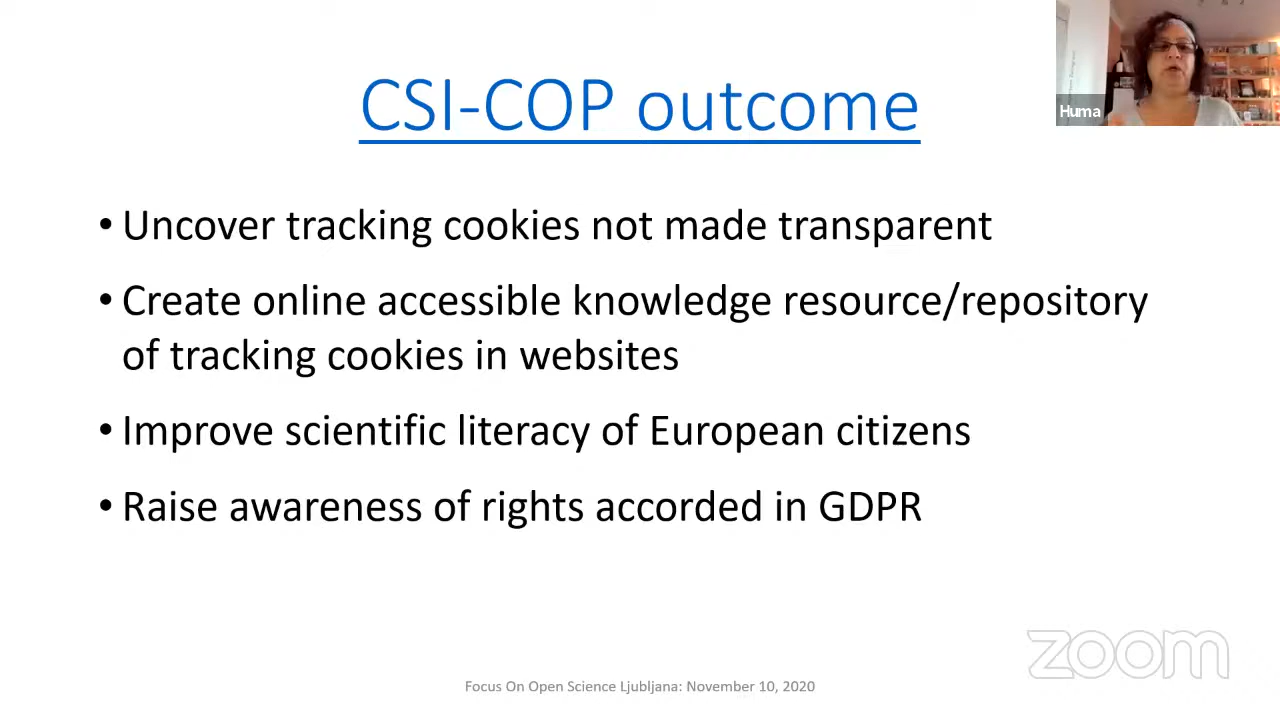 CSI-COP outcome
Huma
• Uncover tracking cookies not made transparent
• Create online accessible knowledge resource/repository
of tracking cookies in websites
• Improve scientific literacy of European citizens
• Raise awareness of rights accorded in GDPR
zoom
Focus On Open Science Ljubljana: November 10, 2020